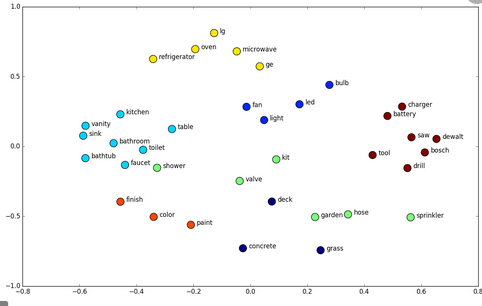 1.0
lg
oven
microwave
refrigerator
ge
0.5
bulb
charger
fan
led
battery
kitchen
light
vanity
table
sink
saw
dewalt
bathroom
0.0
toilet
bosch
tool
bathtub
kit
faucet
shower
drill
valve
finish
deck
color
garden
hose
sprinkler
−0.5
paint
concrete
grass
−1.0
−0.8
−0.6
−0.4
−0.2
0.0
0.2
0.4
0.6
0.8